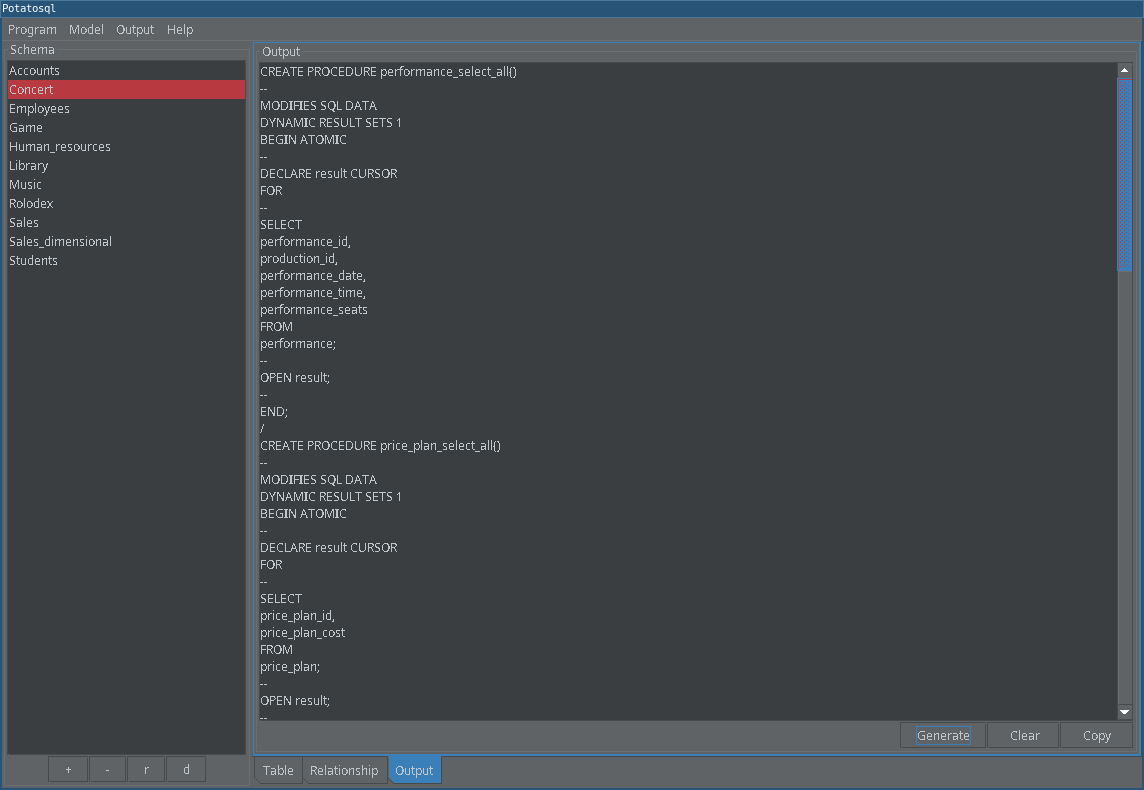 Potatosql
Program Model Output Help
Schema
Accounts
Concert
Employees
Game
Human_resources
Library
Music
Rolodex
Sales
Sales_dimensional
Students
+ - r d
Output
CREATE PROCEDURE performance_select_all()
--
MODIFIES SQL DATA
DYNAMIC RESULT SETS 1
BEGIN ATOMIC
--
DECLARE result CURSOR
FOR
--
SELECT
performance_id,
production_id,
performance_date,
performance_time,
performance_seats
FROM
performance;
--
OPEN result;
--
END;
/
CREATE PROCEDURE price_plan_select_all()
--
MODIFIES SQL DATA
DYNAMIC RESULT SETS 1
BEGIN ATOMIC
--
DECLARE result CURSOR
FOR
--
SELECT
price_plan_id,
price_plan_cost
FROM
price_plan;
--
OPEN result;
--
Generate Clear Copy
Table Relationship Output